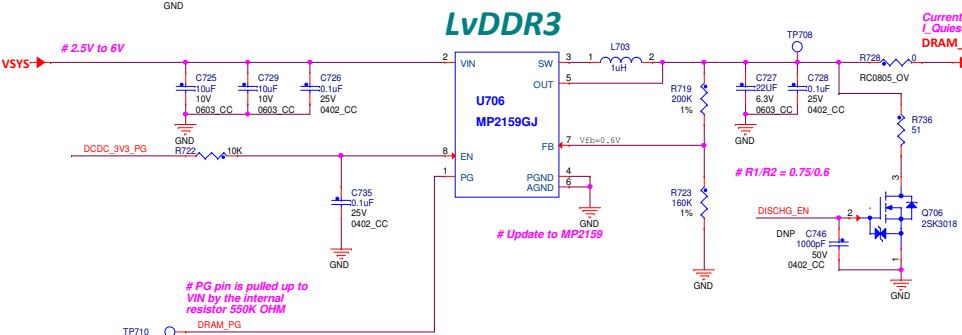 GND
LvDDR3
Current
I_Quies
DRAM_
# 2.5V to 6V
VSYS
TP708
L703
1 2
1uH
R728 0
RC0805_OV
2 VIN
SW 3
OUT 5
U706
MP2159GJ
C725
10uF
10V
0603_CC
C729
10uF
10V
0603_CC
C726
0.1uF
25V
0402_CC
GND
R719
200K
1%
C727
22UF
6.3V
0603_CC
C728
0.1uF
25V
0402_CC
GND
R736
51
DCDC_3V3_PG
R722 10K
8 EN
1 PG
FB 7 Vfb=0.6V
PGND 4
AGND 6
GND
# R1/R2 = 0.75/0.6
C735
0.1uF
25V
0402_CC
GND
R723
160K
1%
GND
# Update to MP2159
DISCHG_EN
2
3
1
Q706
2SK3018
DNP C746
1000pF
50V
0402_CC
GND
# PG pin is pulled up to
VIN by the internal
resistor 550K OHM
TP710
DRAM_PG